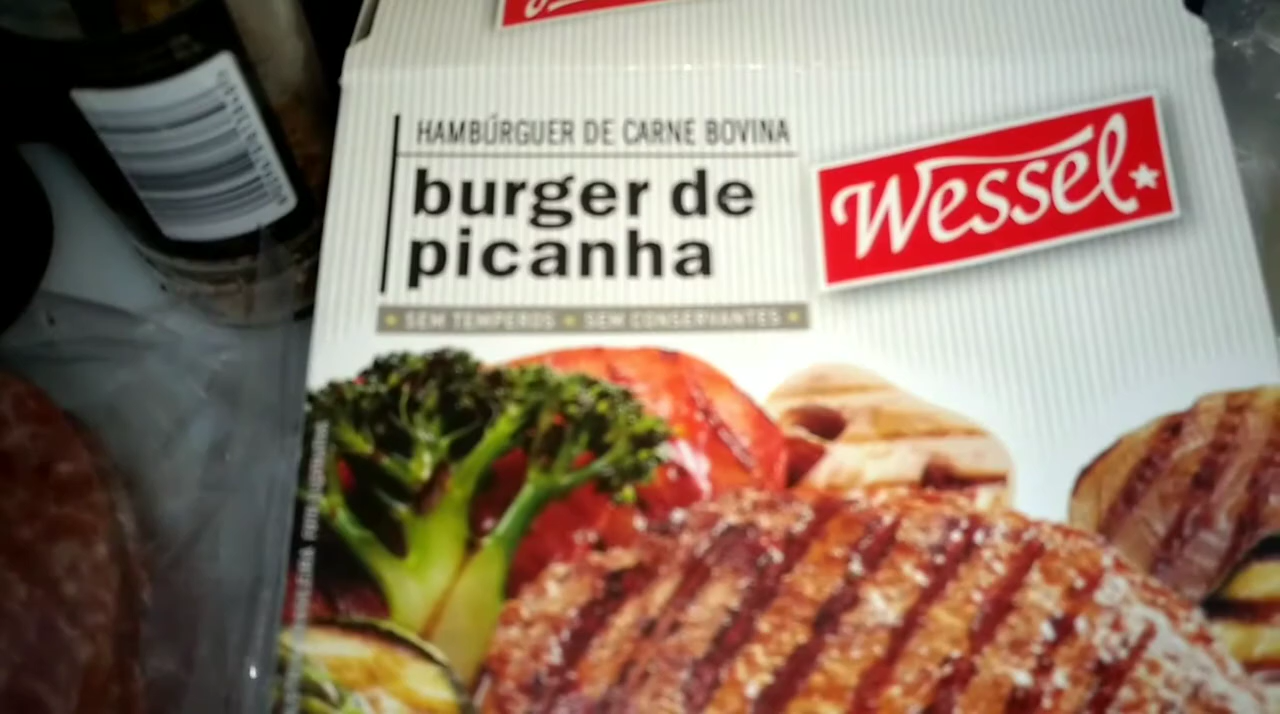 HAMBÚRGUER DE CARNE BOVINA
burger de
picanha
SEM TEMPEROS SEM CONSERVANTES
Wessel